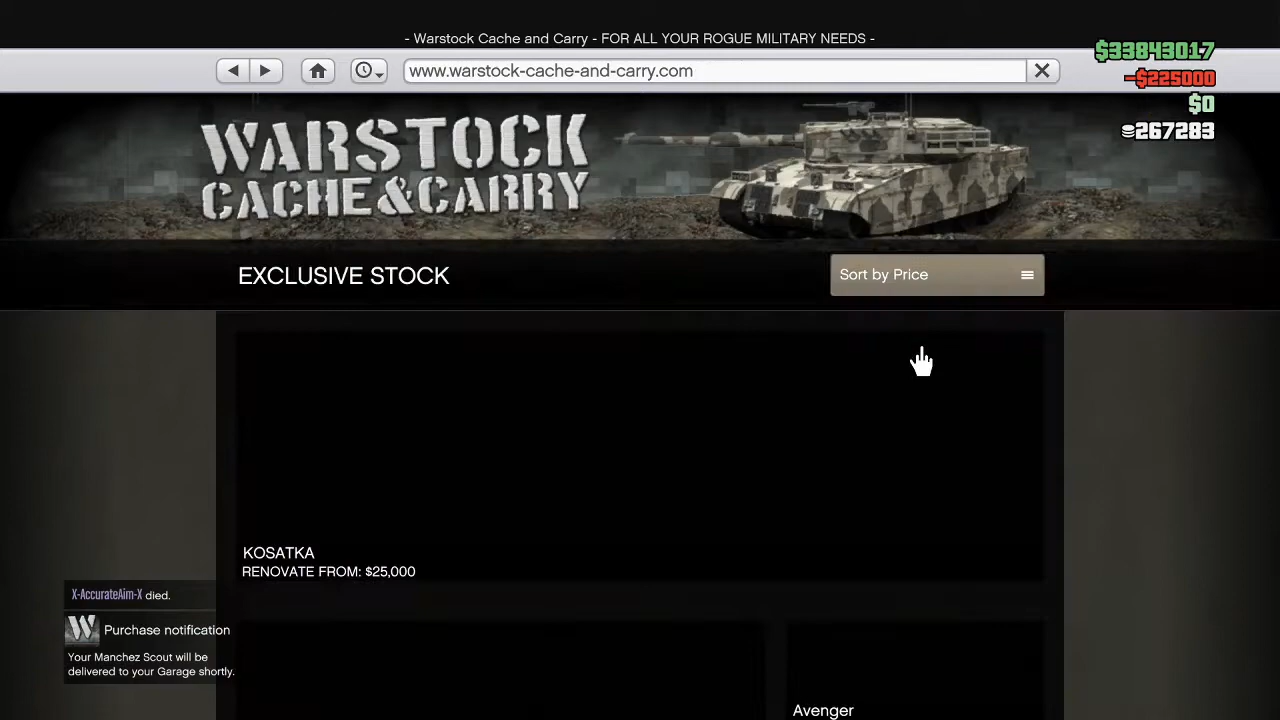 - Warstock Cache and Carry - FOR ALL YOUR ROGUE MILITARY NEEDS -
www.warstock-cache-and-carry.com
$33843017
-$225000
$0
267283
WARSTOCK
CACHE&CARRY
EXCLUSIVE STOCK
Sort by Price
KOSATKA
RENOVATE FROM: $25,000
X-AccurateAim-X died.
W
Purchase notification
Your Manchez Scout will be
delivered to your Garage shortly.
Avenger